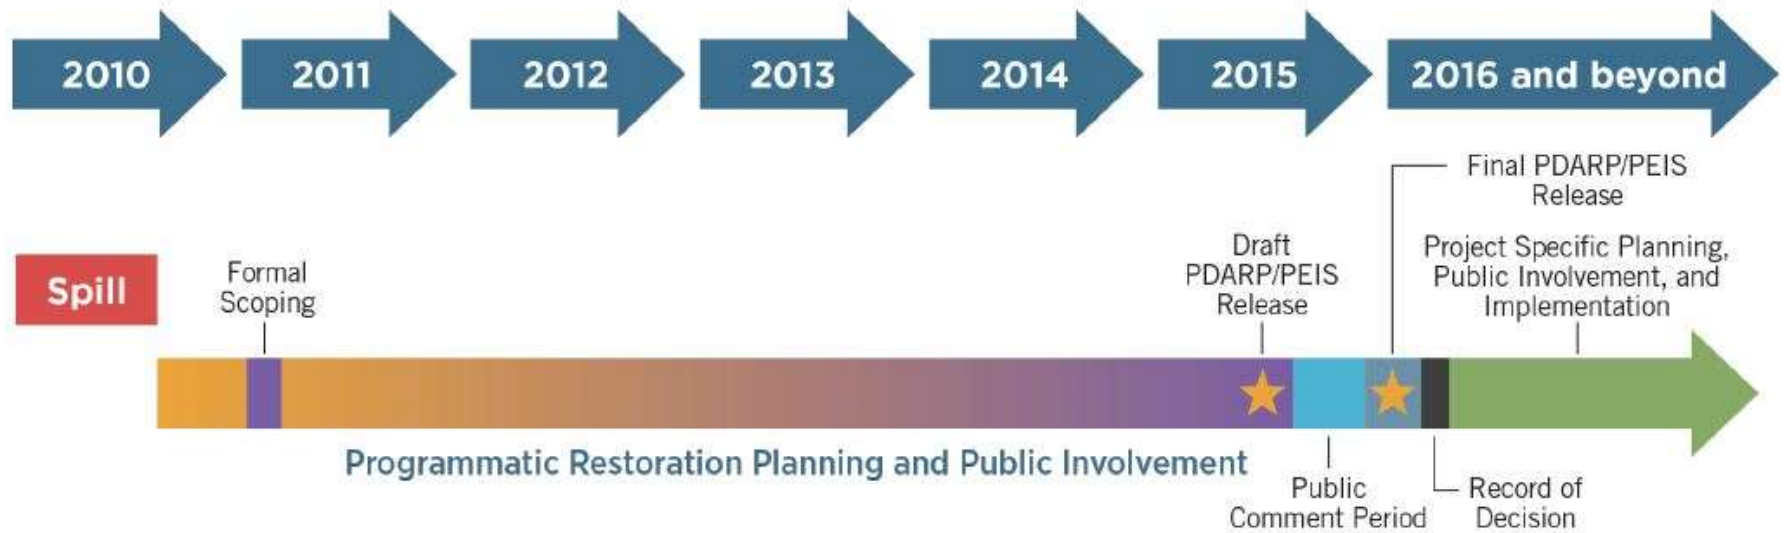 2010
2011
2012
2013
2014
2015
2016 and beyond
Final PDARP/PEIS
Release
Spill
Formal
Scoping
Draft
PDARP/PEIS
Release
Project Specific Planning,
Public Involvement, and
Implementation
Programmatic Restoration Planning and Public Involvement
Public
Comment Period
Record of
Decision